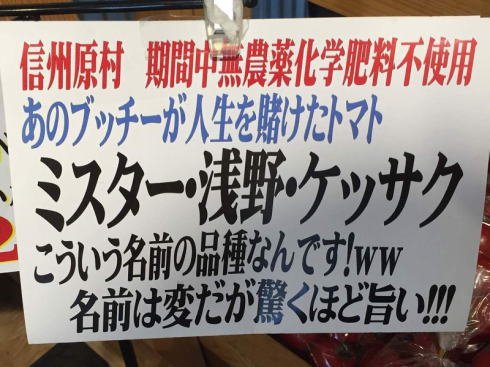 信州原村　期間中無農薬化学肥料不使用
あのブッチーが人生を賭けたトマト
ミスター・浅野・ケッサク
こういう名前の品種なんです!ww
名前は変だが驚くほど旨い!!!